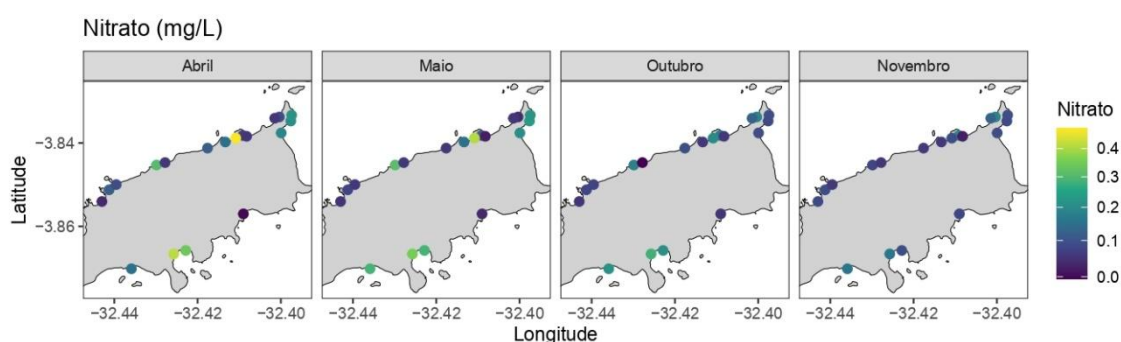 Nitrato (mg/L)
Abril Maio Outubro Novembro
Latitude
−3.84
−3.86
−32.44 −32.42 −32.40 −32.44 −32.42 −32.40 −32.44 −32.42 −32.40 −32.44 −32.42 −32.40
Longitude
Nitrato
0.4
0.3
0.2
0.1
0.0